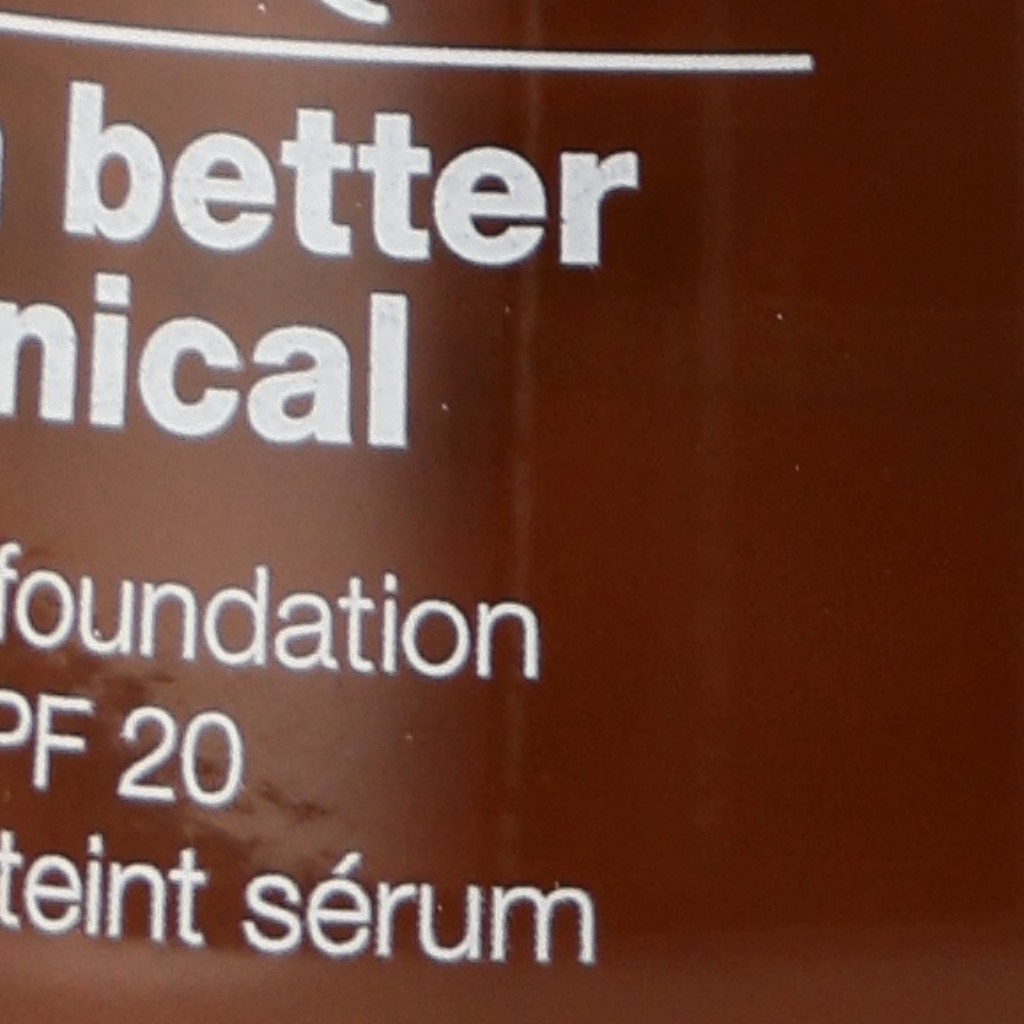 better
nical
foundation
PF 20
teint sérum